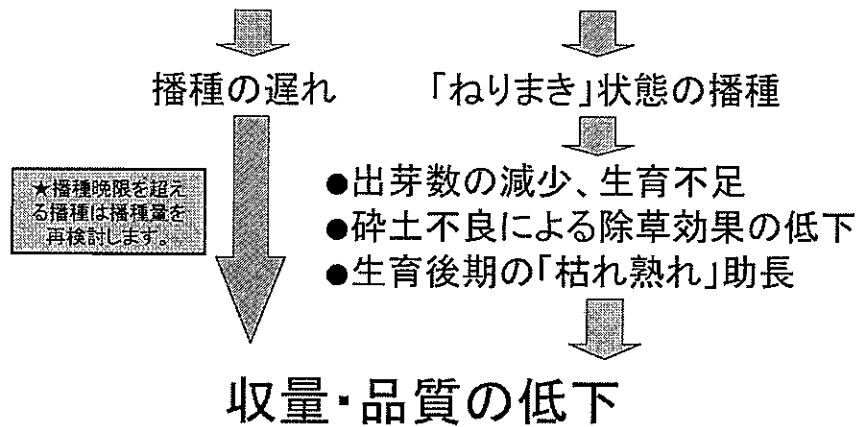 播種の遅れ
「ねりまき」状態の播種
★播種晩限を超え
る播種は播種量を
再検討します。
●出芽数の減少、生育不足
●砕土不良による除草効果の低下
●生育後期の「枯れ熟れ」助長
収量・品質の低下